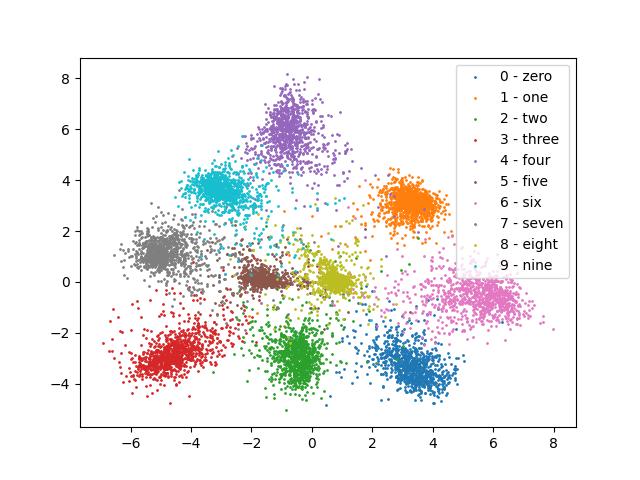 8
6
4
2
0
−2
−4
−6
−4
−2
0
2
4
6
8
0 - zero
1 - one
2 - two
3 - three
4 - four
5 - five
6 - six
7 - seven
8 - eight
9 - nine